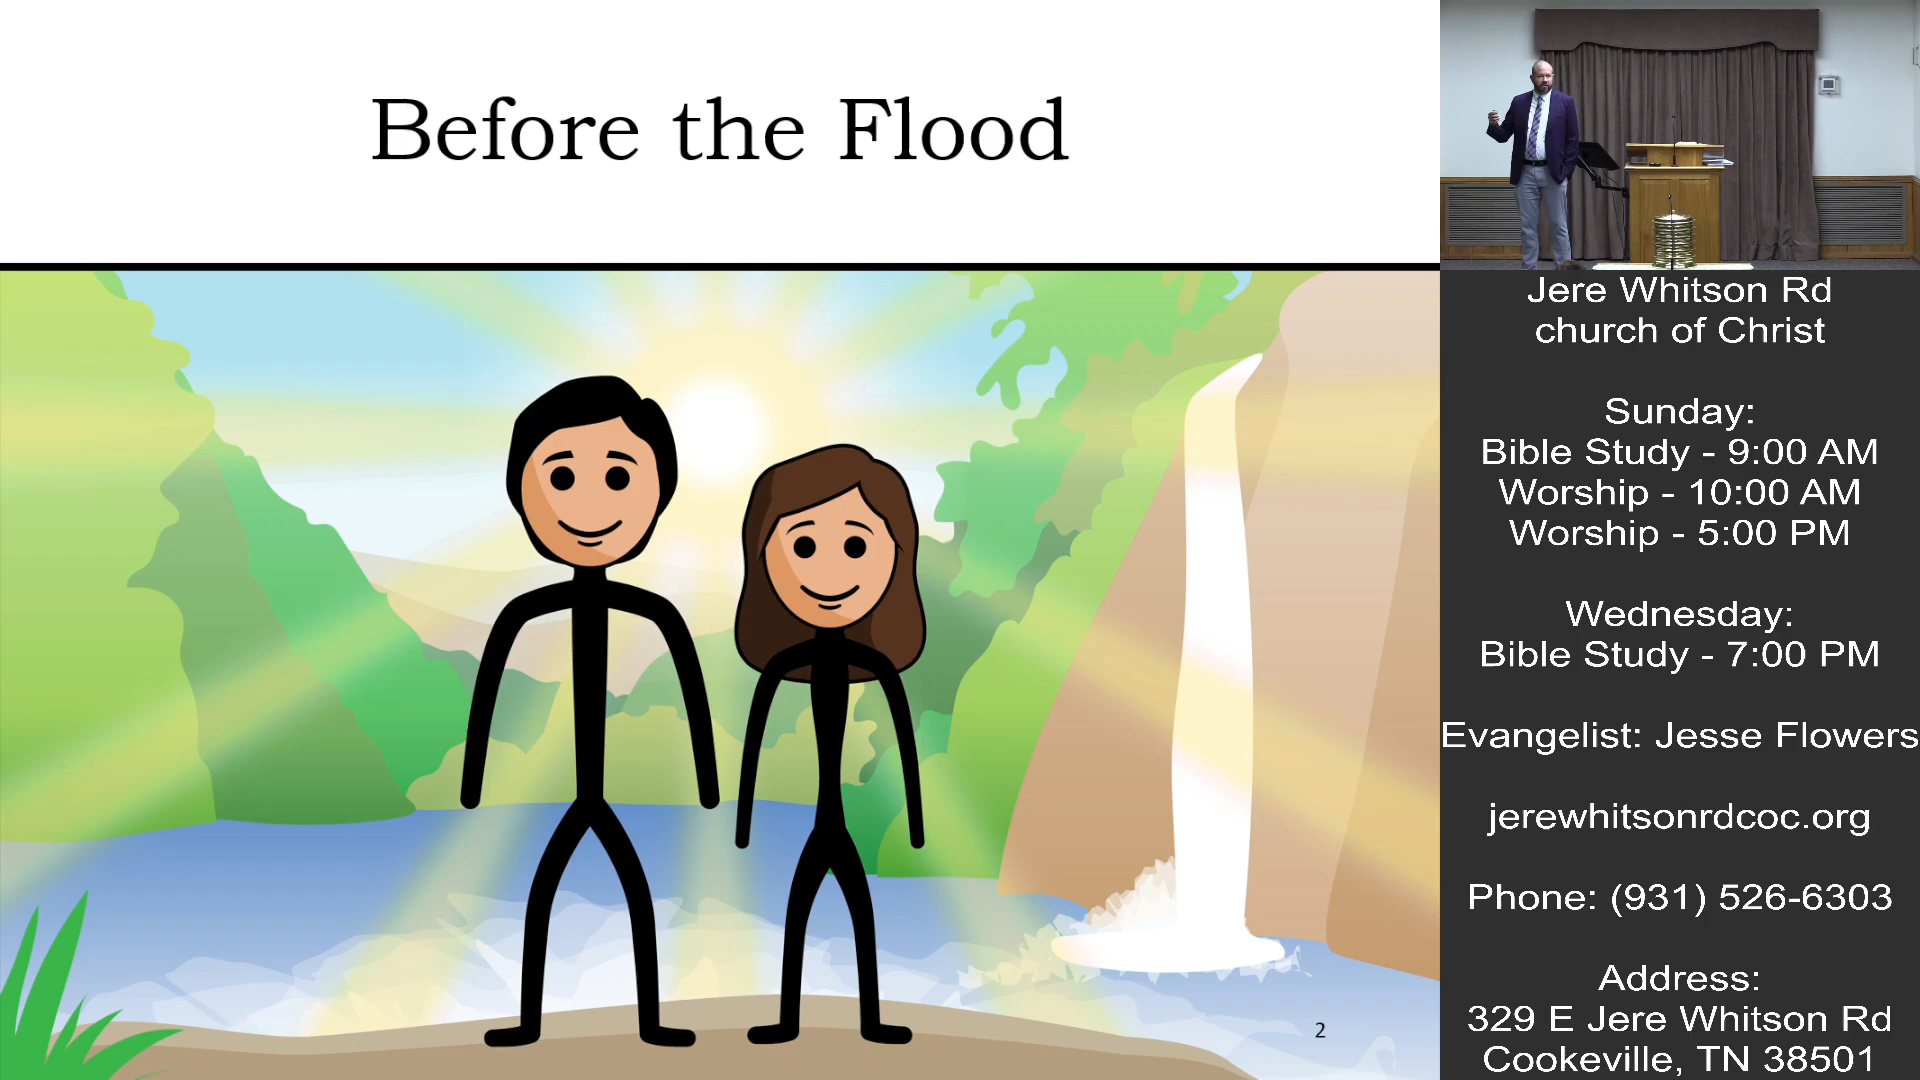 Before the Flood
2
Jere Whitson Rd
church of Christ
Sunday:
Bible Study - 9:00 AM
Worship - 10:00 AM
Worship - 5:00 PM
Wednesday:
Bible Study - 7:00 PM
Evangelist: Jesse Flowers
jerewhitsonrdcoc.org
Phone: (931) 526-6303
Address:
329 E Jere Whitson Rd
Cookeville, TN 38501